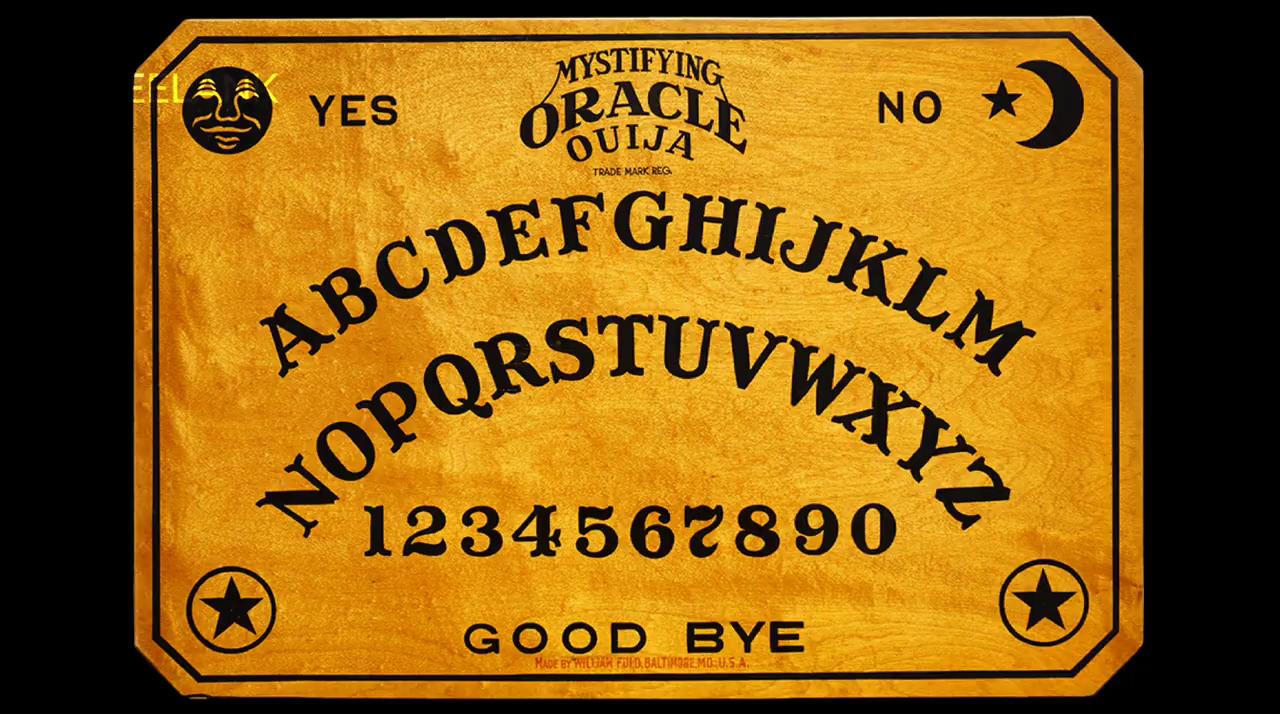 YES
MYSTIFYING
ORACLE
OUIJA
TRADE MARK REG.
NO
ABCDEFGHIJKLM
NOPQRSTUVWXYZ
1234567890
GOOD BYE
MADE BY WILLIAM FULD, BALTIMORE, MD., U.S.A.